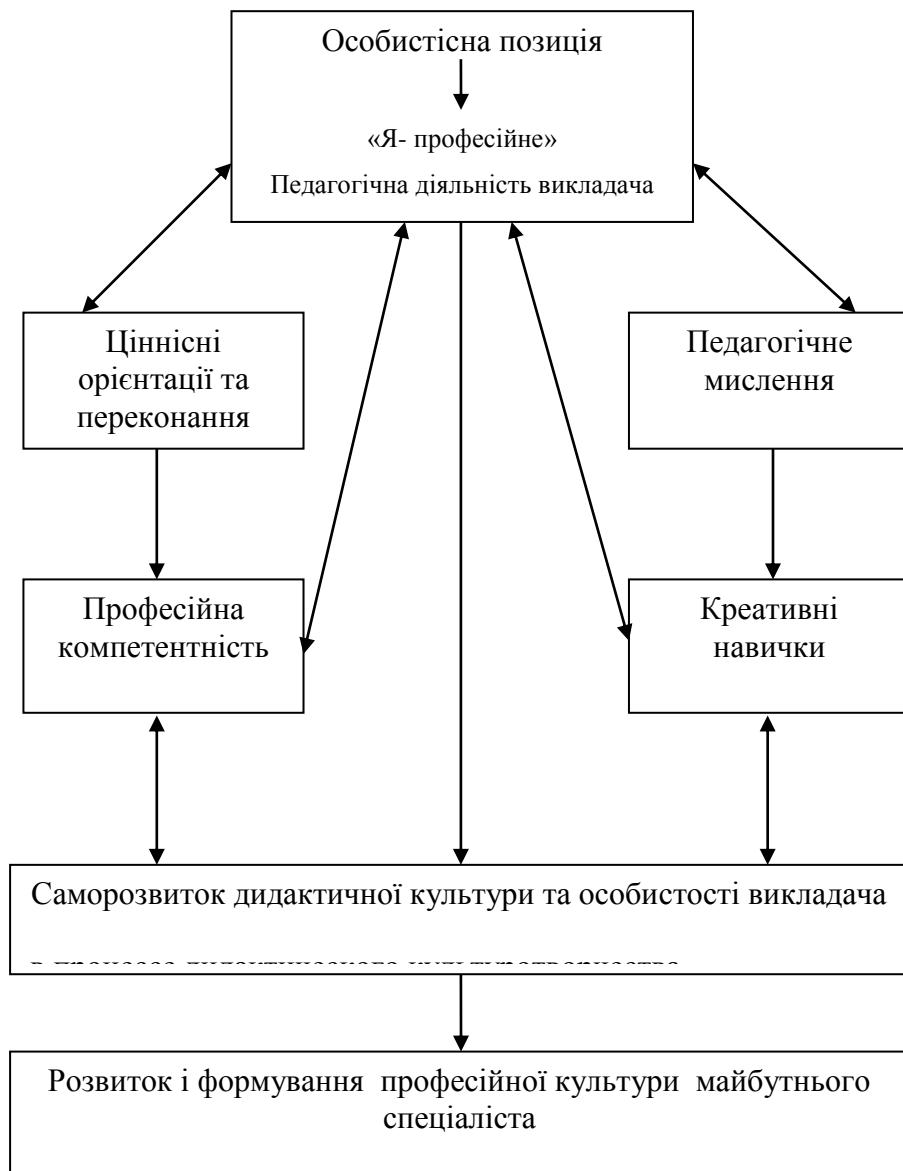 Особистісна позиція
«Я- професійне»
Педагогічна діяльність викладача
Ціннісні
орієнтації та
переконання
Педагогічне
мислення
Професійна
компетентність
Креативні
навички
Саморозвиток дидактичної культури та особистості викладача
Розвиток і формування професійної культури майбутнього
спеціаліста